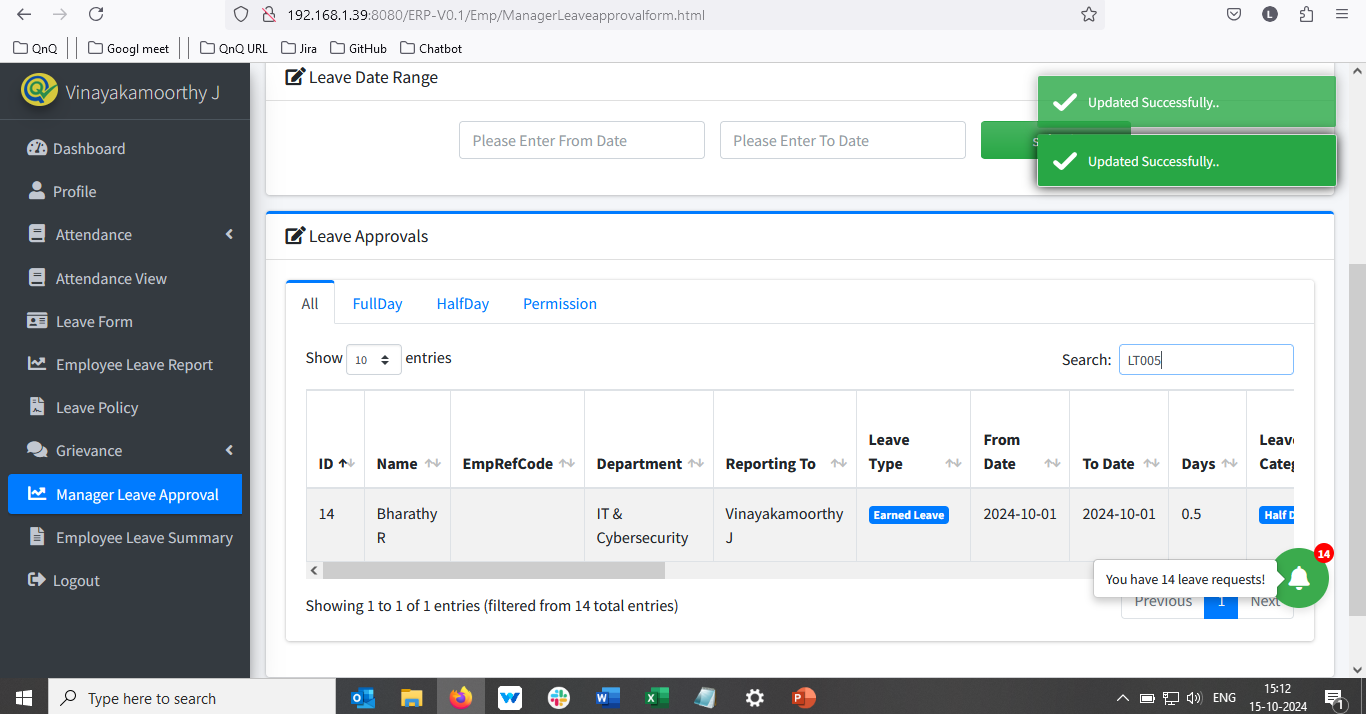 192.168.1.39:8080/ERP-V0.1/Emp/ManagerLeaveapprovalform.html
L
QnQ Googl meet QnQ URL Jira GitHub Chatbot
Vinayakamoorthy J
Dashboard
Profile
Attendance
Attendance View
Leave Form
Employee Leave Report
Leave Policy
Grievance
Manager Leave Approval
Employee Leave Summary
Logout
Leave Date Range
Please Enter From Date Please Enter To Date
Updated Successfully..
Updated Successfully..
Leave Approvals
All FullDay HalfDay Permission
Show 10 entries Search: LT005
ID Name EmpRefCode Department Reporting To Leave Type From Date To Date Days Leav Categ
14 Bharathy R IT & Cybersecurity Vinayakamoorthy J Earned Leave 2024-10-01 2024-10-01 0.5 Half D
You have 14 leave requests! 14
Showing 1 to 1 of 1 entries (filtered from 14 total entries) Previous 1 Next
Type here to search ENG 15:12
15-10-2024
1